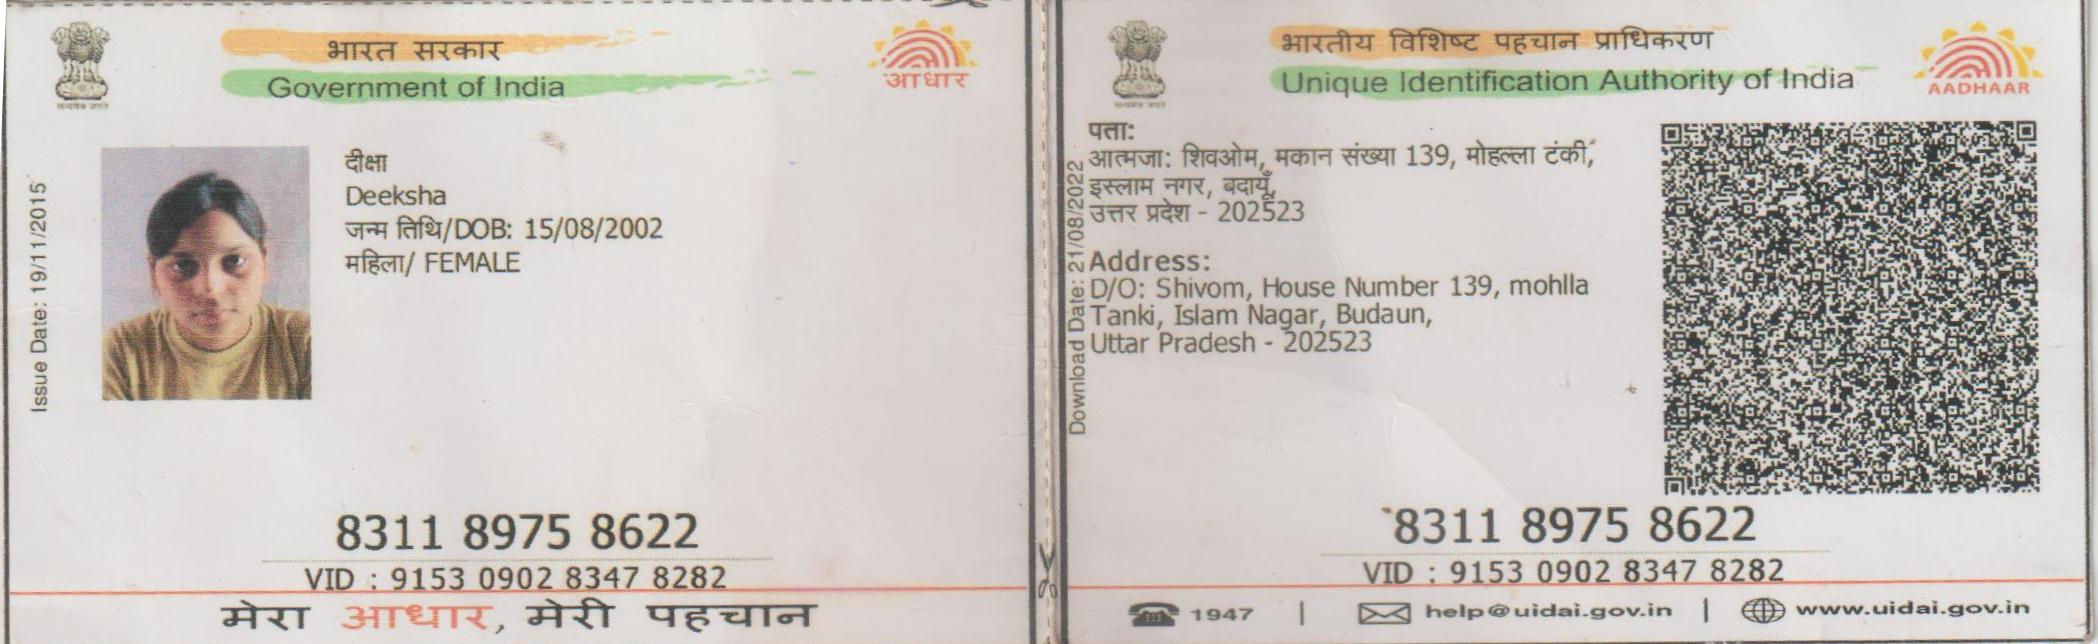 भारत सरकार
Government of India
आधार
Issue Date: 19/11/2015
दीक्षा
Deeksha
जन्म तिथि/DOB: 15/08/2002
महिला/ FEMALE
8311 8975 8622
VID : 9153 0902 8347 8282
मेरा आधार, मेरी पहचान
भारतीय विशिष्ट पहचान प्राधिकरण
Unique Identification Authority of India
AADHAAR
Download Date: 21/08/2022
पता:
आत्मजा: शिवओम, मकान संख्या 139, मोहल्ला टंकी,
इस्लाम नगर, बदायूँ,
उत्तर प्रदेश - 202523
Address:
D/O: Shivom, House Number 139, mohlla
Tanki, Islam Nagar, Budaun,
Uttar Pradesh - 202523
8311 8975 8622
VID : 9153 0902 8347 8282
1947 | help@uidai.gov.in | www.uidai.gov.in